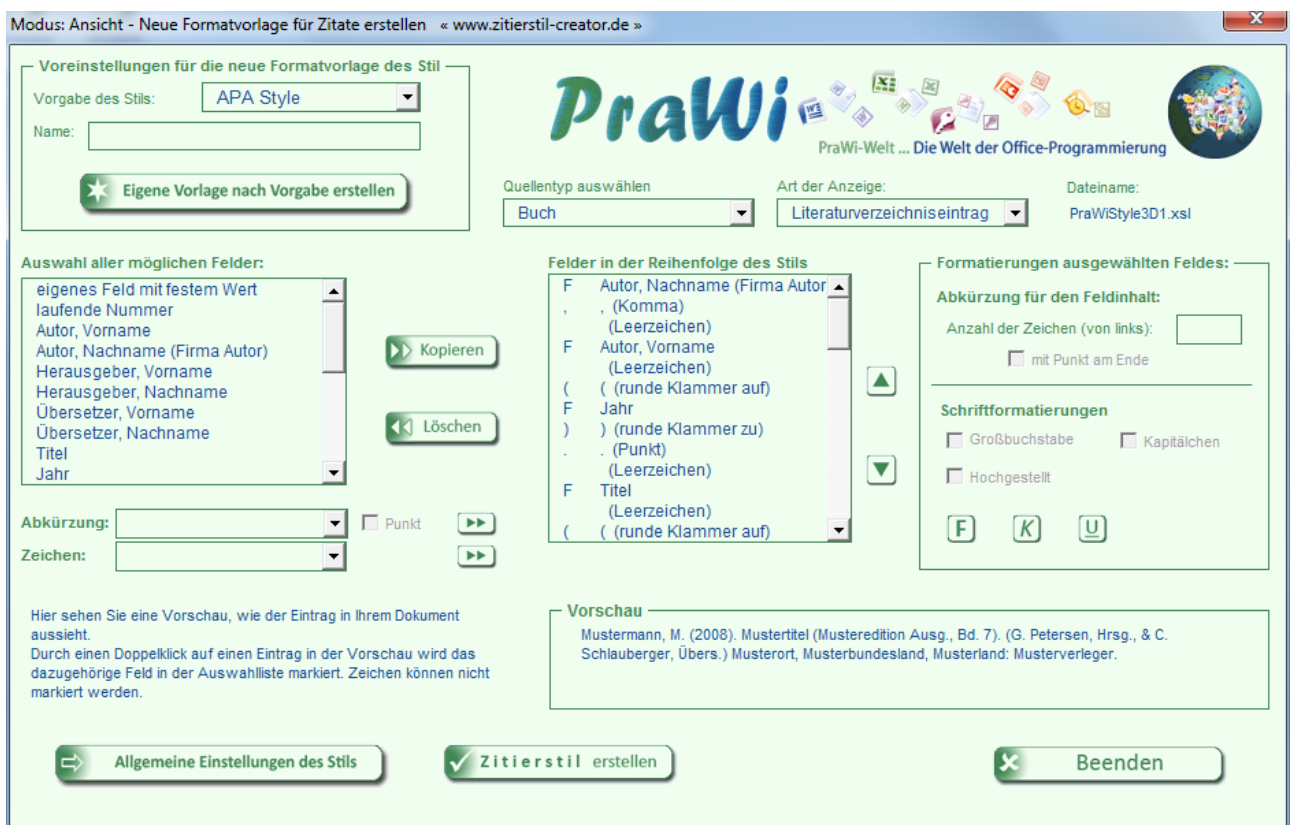 Modus: Ansicht - Neue Formatvorlage für Zitate erstellen « www.zitierstil-creator.de »
Voreinstellungen für die neue Formatvorlage des Stil
Vorgabe des Stils: APA Style
Name:
Eigene Vorlage nach Vorgabe erstellen
PraWi
PraWi-Welt ... Die Welt der Office-Programmierung
Quellentyp auswählen
Buch
Art der Anzeige:
Literaturverzeichniseintrag
Dateiname:
PraWiStyle3D1.xsl
Auswahl aller möglichen Felder:
eigenes Feld mit festem Wert
laufende Nummer
Autor, Vorname
Autor, Nachname (Firma Autor)
Herausgeber, Vorname
Herausgeber, Nachname
Übersetzer, Vorname
Übersetzer, Nachname
Titel
Jahr
Kopieren
Löschen
Abkürzung:
Punkt
Zeichen:
Felder in der Reihenfolge des Stils
F Autor, Nachname (Firma Autor
, , (Komma)
(Leerzeichen)
F Autor, Vorname
(Leerzeichen)
( ( (runde Klammer auf)
F Jahr
) ) (runde Klammer zu)
. . (Punkt)
(Leerzeichen)
F Titel
(Leerzeichen)
( ( (runde Klammer auf)
Formatierungen ausgewählten Feldes:
Abkürzung für den Feldinhalt:
Anzahl der Zeichen (von links):
mit Punkt am Ende
Schriftformatierungen
Großbuchstabe
Kapitälchen
Hochgestellt
F K U
Hier sehen Sie eine Vorschau, wie der Eintrag in Ihrem Dokument
aussieht.
Durch einen Doppelklick auf einen Eintrag in der Vorschau wird das
dazugehörige Feld in der Auswahlliste markiert. Zeichen können nicht
markiert werden.
Vorschau
Mustermann, M. (2008). Mustertitel (Musteredition Ausg., Bd. 7). (G. Petersen, Hrsg., & C.
Schlauberger, Übers.) Musterort, Musterbundesland, Musterland: Musterverleger.
Allgemeine Einstellungen des Stils
Zitierstil erstellen
Beenden